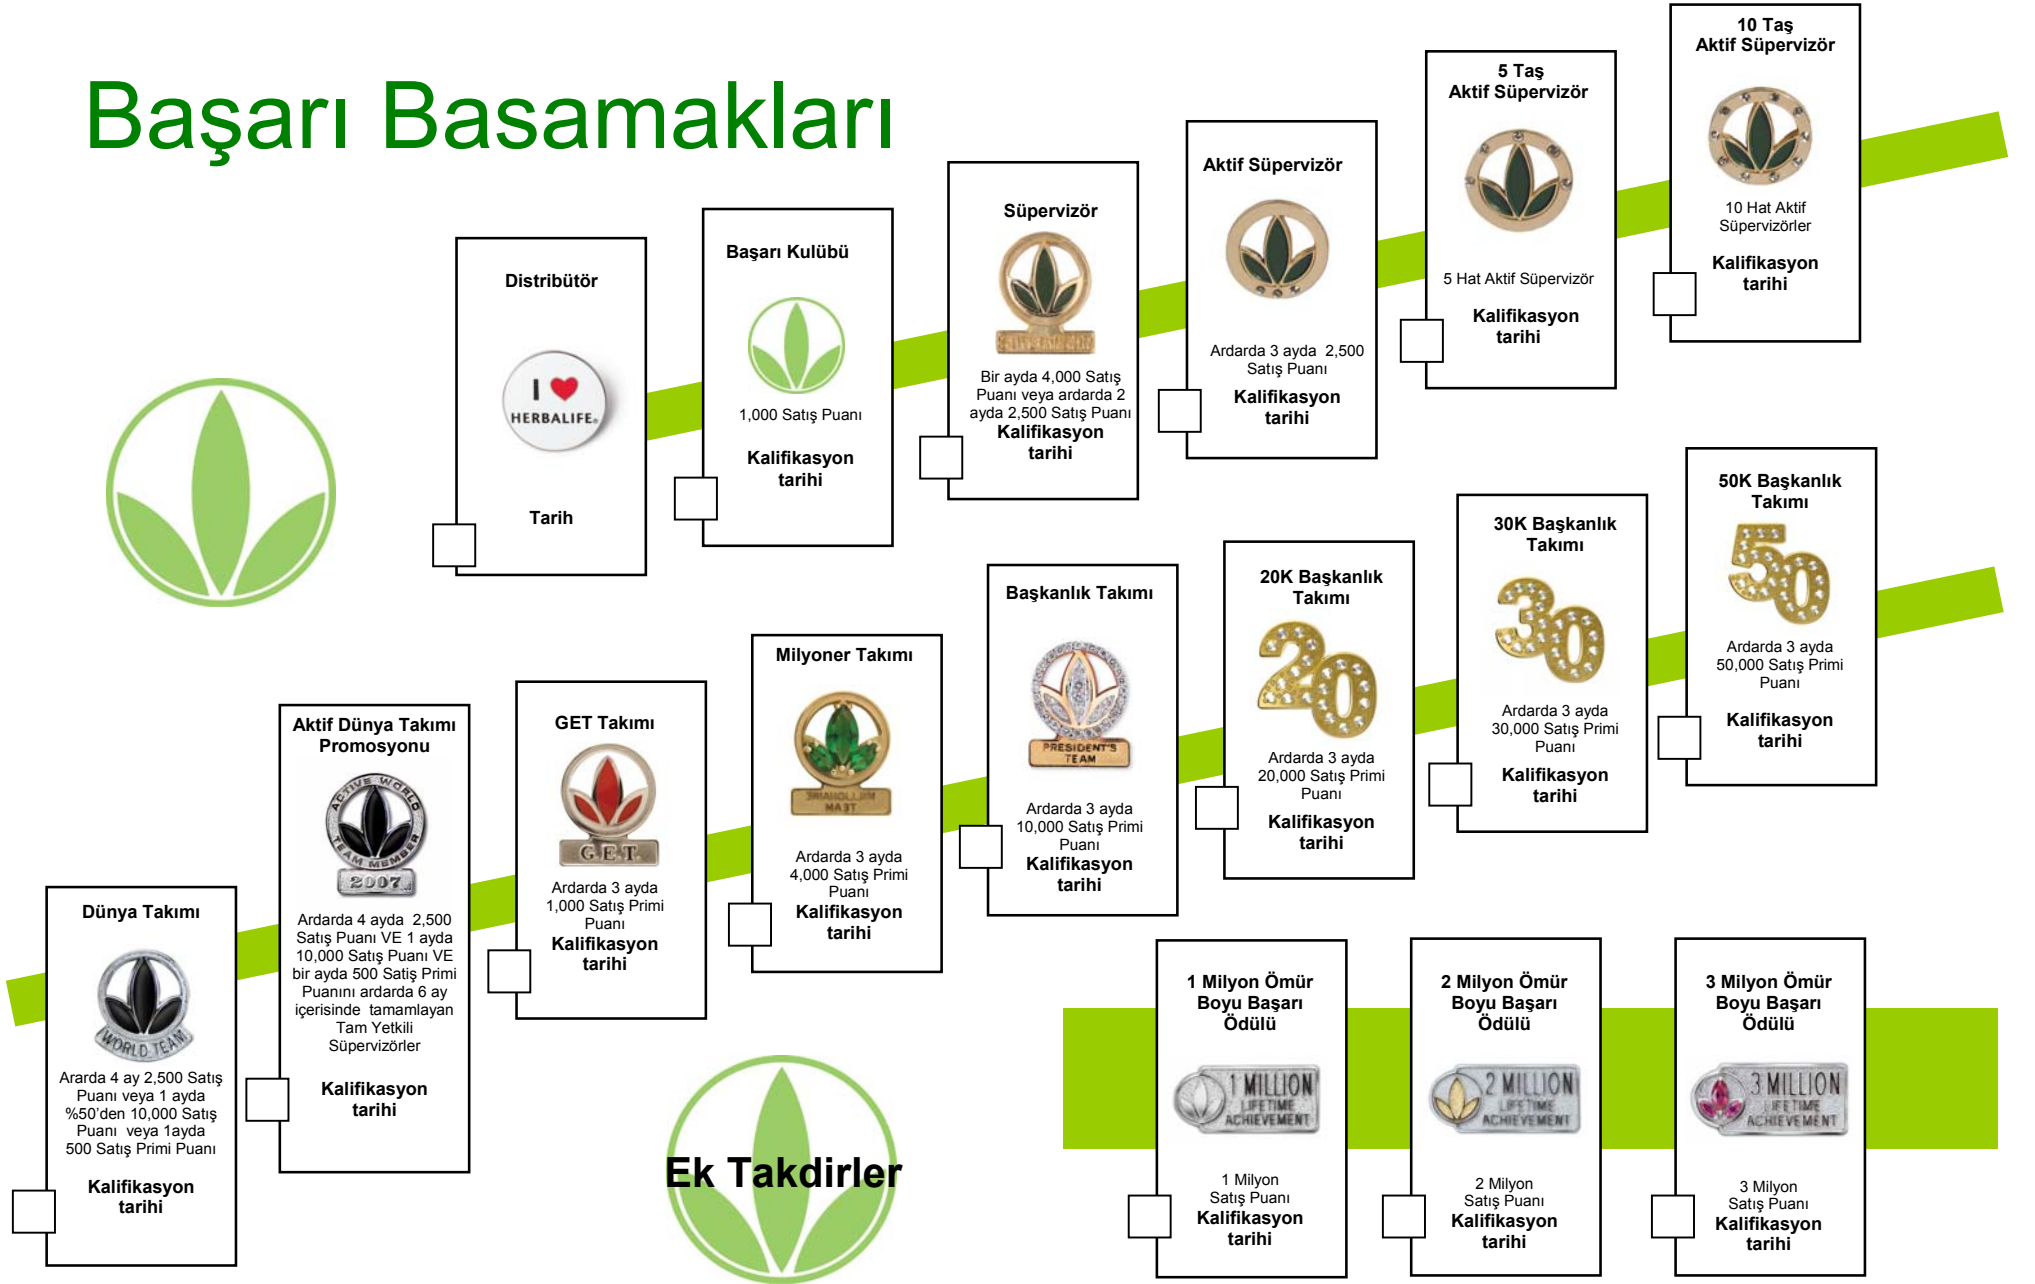 Başarı Basamakları
Distribütör
I
HERBALIFE®
Tarih
Başarı Kulübü
1,000 Satış Puanı
Kalifikasyon
tarihi
Süpervizör
Bir ayda 4,000 Satış
Puanı veya ardarda 2
ayda 2,500 Satış Puanı
Kalifikasyon
tarihi
Aktif Süpervizör
Ardarda 3 ayda  2,500
Satış Puanı
Kalifikasyon
tarihi
5 Taş
Aktif Süpervizör
5 Hat Aktif Süpervizör
Kalifikasyon
tarihi
10 Taş
Aktif Süpervizör
10 Hat Aktif
Süpervizörler
Kalifikasyon
tarihi
Dünya Takımı
WORLD TEAM
Ararda 4 ay 2,500 Satış
Puanı veya 1 ayda
%50'den 10,000 Satış
Puanı  veya 1ayda
500 Satış Primi Puanı
Kalifikasyon
tarihi
Aktif Dünya Takımı
Promosyonu
ACTIVE WORLD
TEAM MEMBER
2007
Ardarda 4 ayda  2,500
Satış Puanı VE 1 ayda
10,000 Satış Puanı VE
bir ayda 500 Satiş Primi
Puanını ardarda 6 ay
içerisinde  tamamlayan
Tam Yetkili
Süpervizörler
Kalifikasyon
tarihi
GET Takımı
G.E.T.
Ardarda 3 ayda
1,000 Satış Primi
Puanı
Kalifikasyon
tarihi
Milyoner Takımı
Ardarda 3 ayda
4,000 Satış Primi
Puanı
Kalifikasyon
tarihi
Başkanlık Takımı
PRESIDENT'S
TEAM
Ardarda 3 ayda
10,000 Satış Primi
Puanı
Kalifikasyon
tarihi
20K Başkanlık
Takımı
20
Ardarda 3 ayda
20,000 Satış Primi
Puanı
Kalifikasyon
tarihi
30K Başkanlık
Takımı
30
Ardarda 3 ayda
30,000 Satış Primi
Puanı
Kalifikasyon
tarihi
50K Başkanlık
Takımı
50
Ardarda 3 ayda
50,000 Satış Primi
Puanı
Kalifikasyon
tarihi
Ek Takdirler
1 Milyon Ömür
Boyu Başarı
Ödülü
1 MILLION
LIFETIME
ACHIEVEMENT
1 Milyon
Satış Puanı
Kalifikasyon
tarihi
2 Milyon Ömür
Boyu Başarı
Ödülü
2 MILLION
LIFETIME
ACHIEVEMENT
2 Milyon
Satış Puanı
Kalifikasyon
tarihi
3 Milyon Ömür
Boyu Başarı
Ödülü
3 MILLION
LIFETIME
ACHIEVEMENT
3 Milyon
Satış Puanı
Kalifikasyon
tarihi